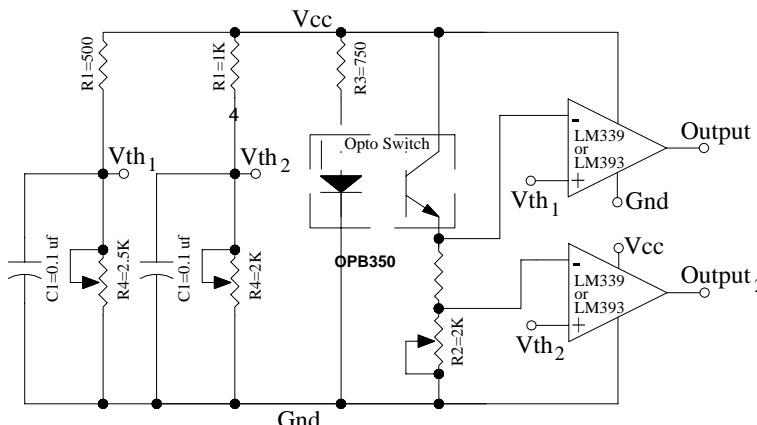 Vcc
R1=500
R1=1K
R3=750
4
Opto Switch
Vth1
Vth2
C1=0.1 uf
R4=2.5K
C1=0.1 uf
R4=2K
OPB350
R2=2K
-
LM339
or
LM393
+
Vth1
Output
Gnd
Vcc
-
LM339
or
LM393
+
Vth2
Output
Gnd